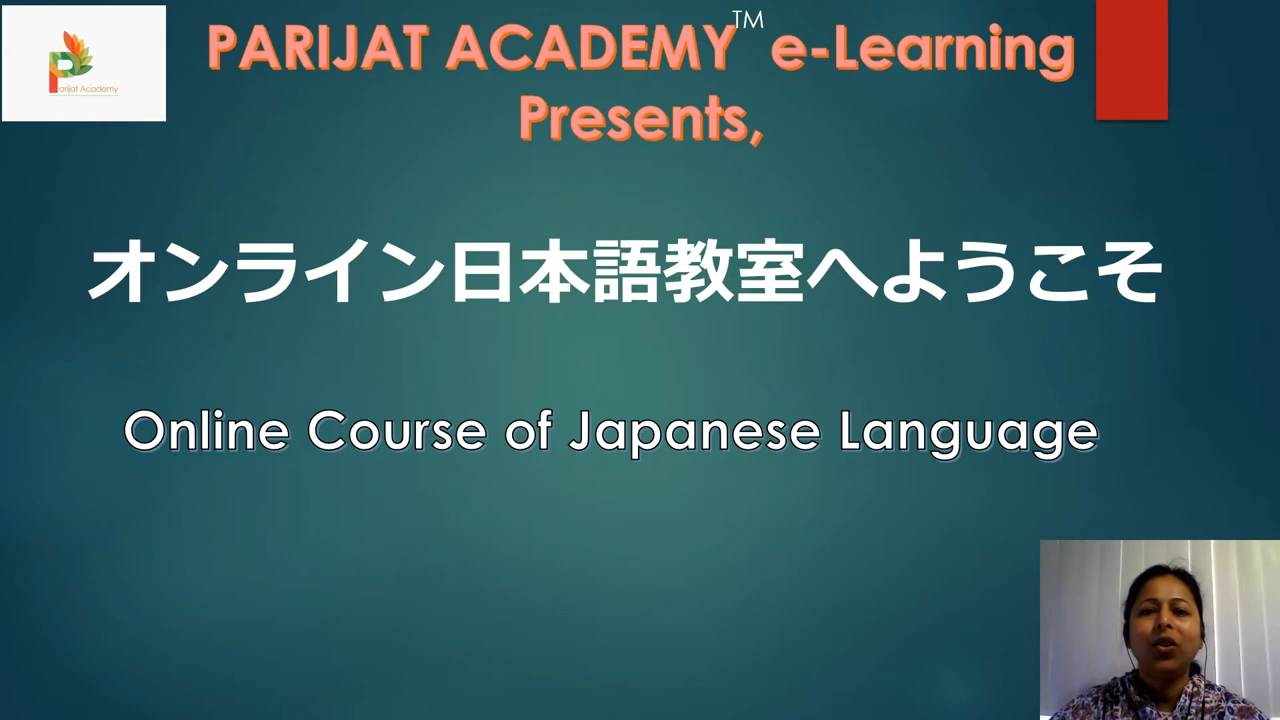 Parijat Academy
PARIJAT ACADEMY™ e-Learning
Presents,
オンライン日本語教室へようこそ
Online Course of Japanese Language